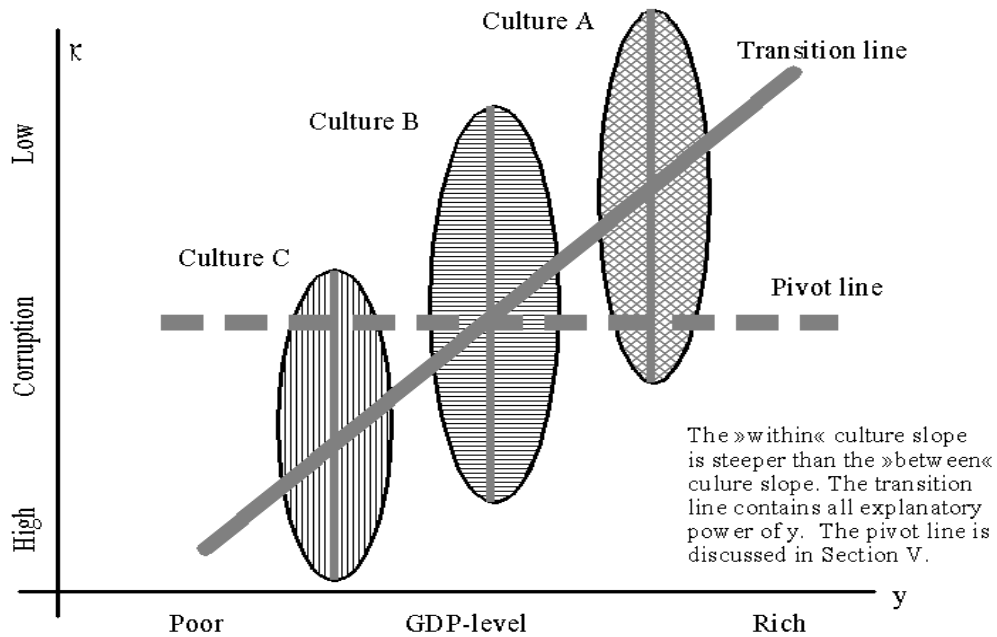 Culture A
κ
Transition line
Culture B
Low
Culture C
Pivot line
Corruption
The »within« culture slope
is steeper than the »between«
culure slope. The transition
line contains all explanatory
power of y. The pivot line is
discussed in Section V.
High
y
Poor
GDP-level
Rich